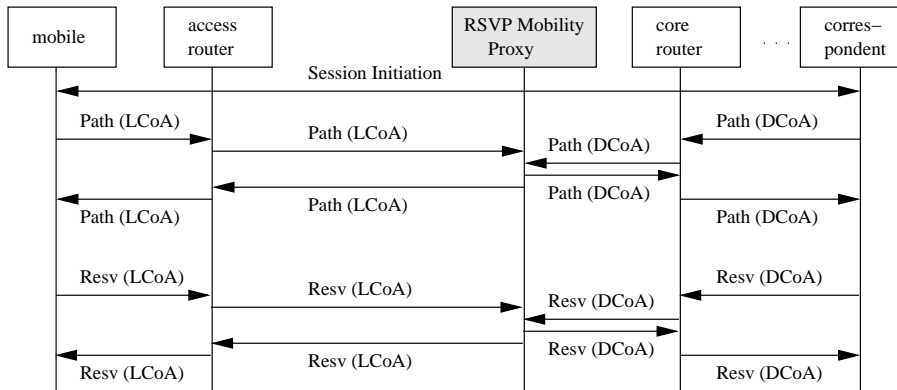 mobile
access
router
RSVP Mobility
Proxy
core
router
. . .
corres–
pondent
Session Initiation
Path (LCoA)
Path (DCoA)
Path (LCoA)
Path (DCoA)
Path (LCoA)
Path (LCoA)
Path (DCoA)
Path (DCoA)
Resv (LCoA)
Resv (DCoA)
Resv (LCoA)
Resv (DCoA)
Resv (LCoA)
Resv (LCoA)
Resv (DCoA)
Resv (DCoA)